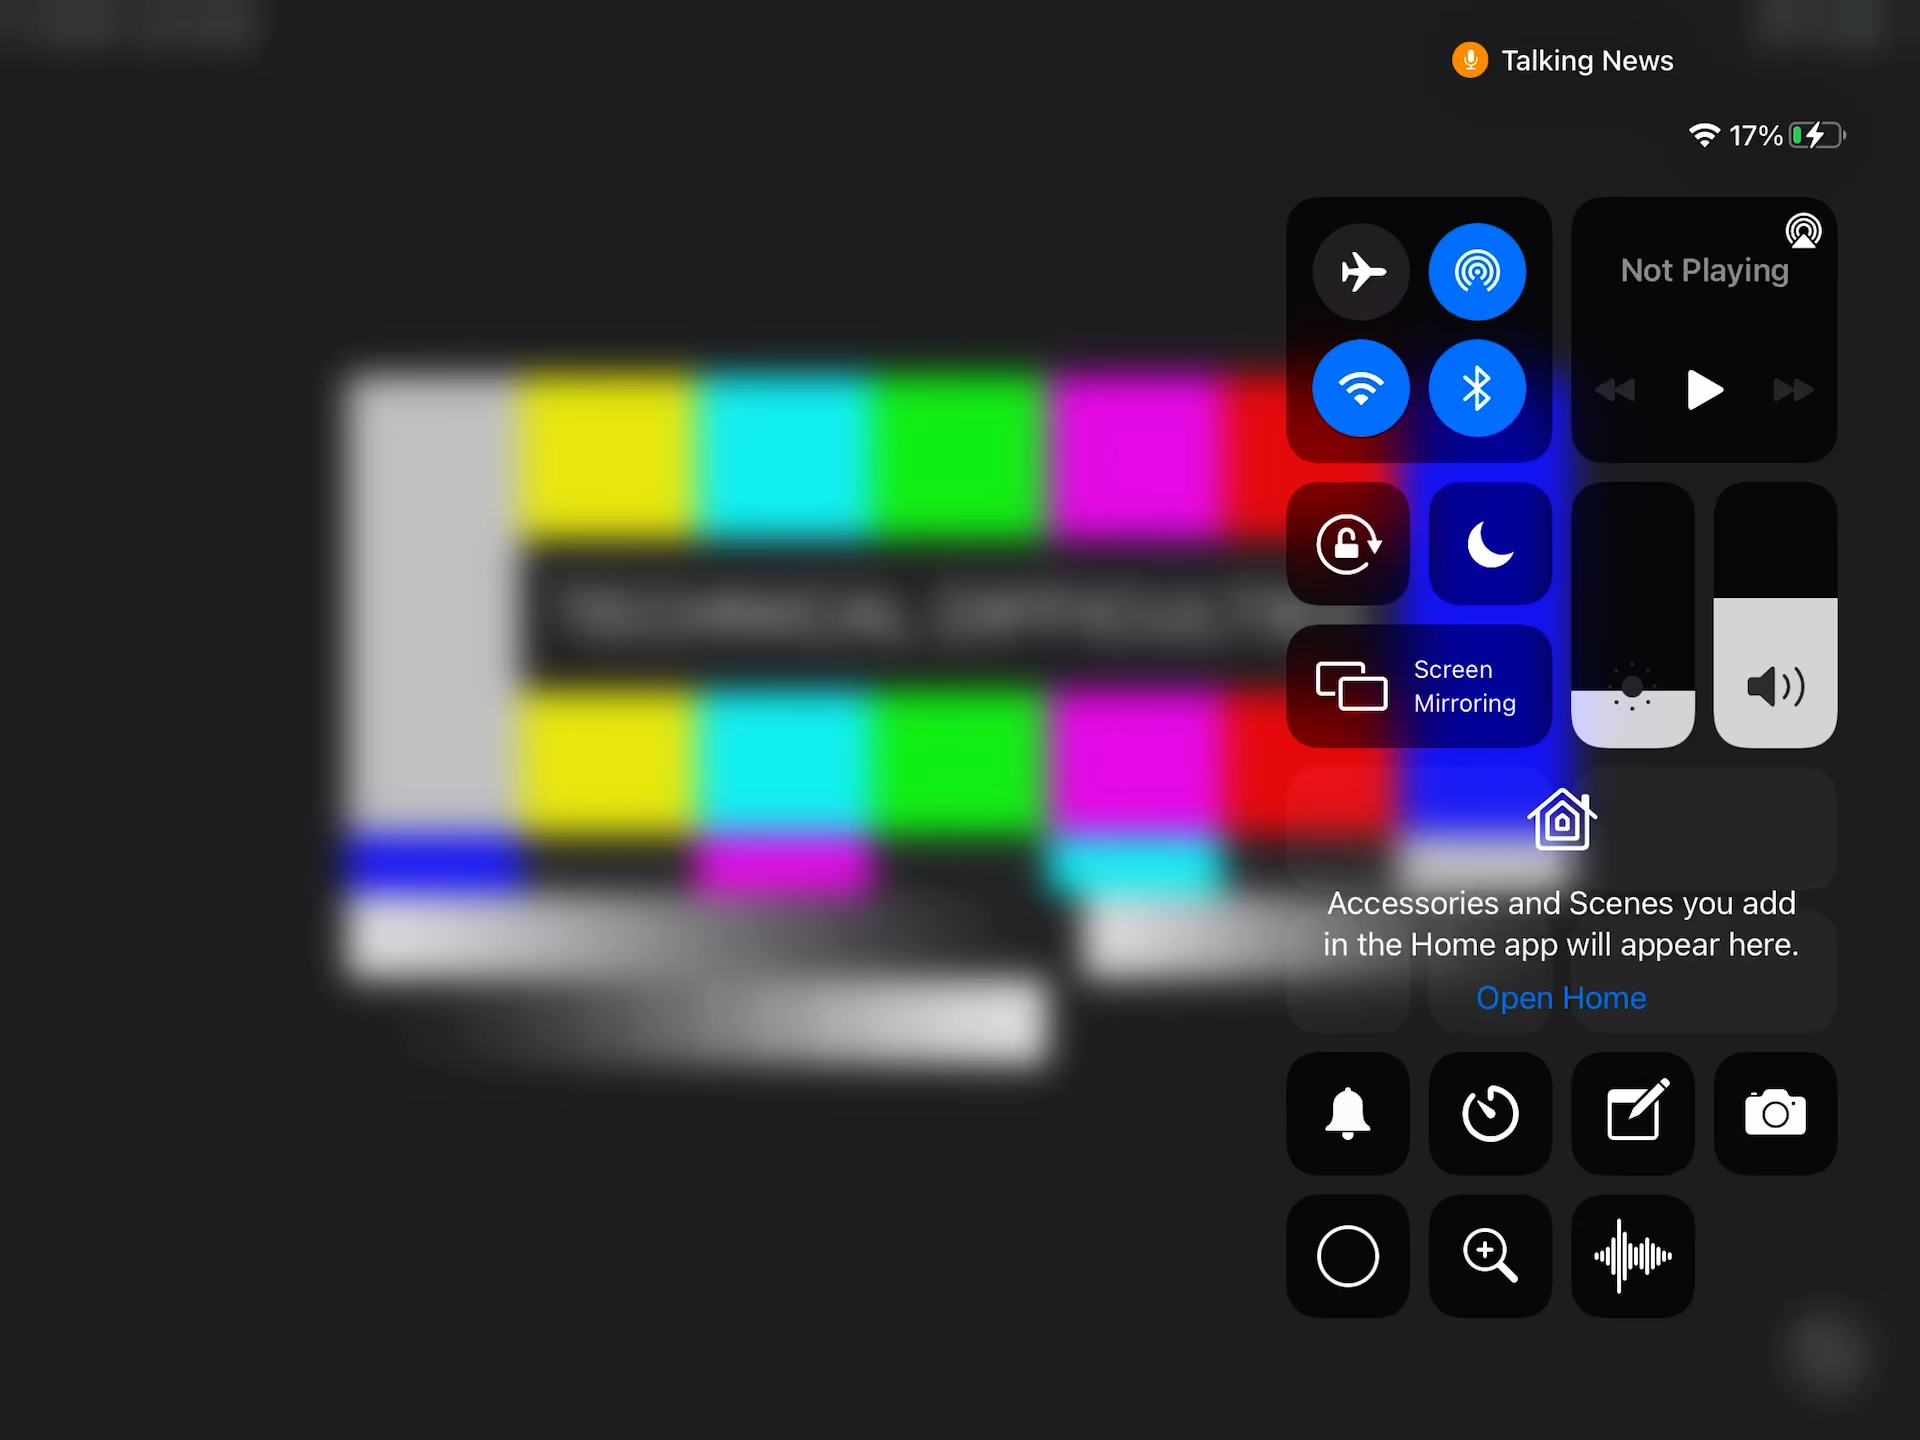 Talking News
17%
Not Playing
Screen
Mirroring
Accessories and Scenes you add
in the Home app will appear here.
Open Home